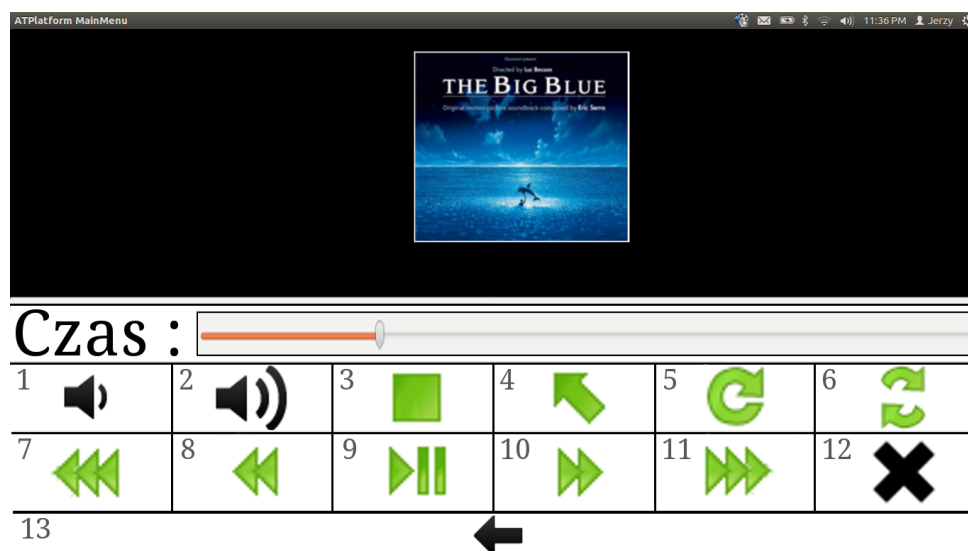 ATPlatform MainMenu
11:36 PM Jerzy
Directed by Luc Besson
THE BIG BLUE
Original motion picture soundtrack composed by Eric Serra
Czas :
1 2 3 4 5 6
7 8 9 10 11 12
13